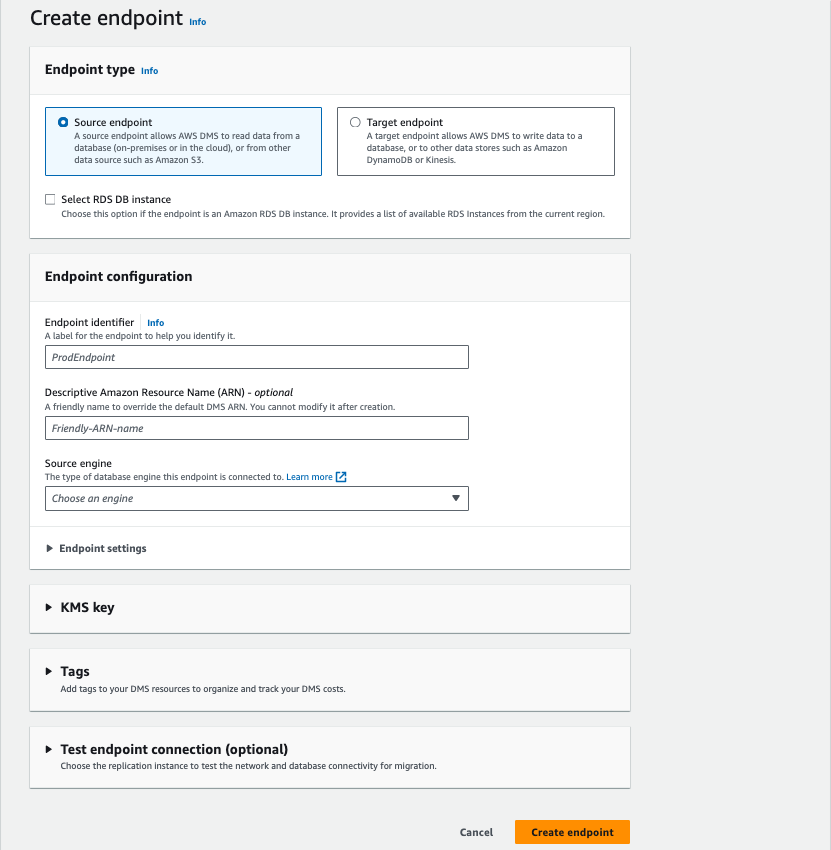 Create endpoint Info
Endpoint type Info
Source endpoint
A source endpoint allows AWS DMS to read data from a
database (on-premises or in the cloud), or from other
data source such as Amazon S3.
Target endpoint
A target endpoint allows AWS DMS to write data to a
database, or to other data stores such as Amazon
DynamoDB or Kinesis.
Select RDS DB instance
Choose this option if the endpoint is an Amazon RDS DB instance. It provides a list of available RDS Instances from the current region.
Endpoint configuration
Endpoint identifier Info
A label for the endpoint to help you identify it.
ProdEndpoint
Descriptive Amazon Resource Name (ARN) - optional
A friendly name to override the default DMS ARN. You cannot modify it after creation.
Friendly-ARN-name
Source engine
The type of database engine this endpoint is connected to. Learn more
Choose an engine
Endpoint settings
KMS key
Tags
Add tags to your DMS resources to organize and track your DMS costs.
Test endpoint connection (optional)
Choose the replication instance to test the network and database connectivity for migration.
Cancel Create endpoint